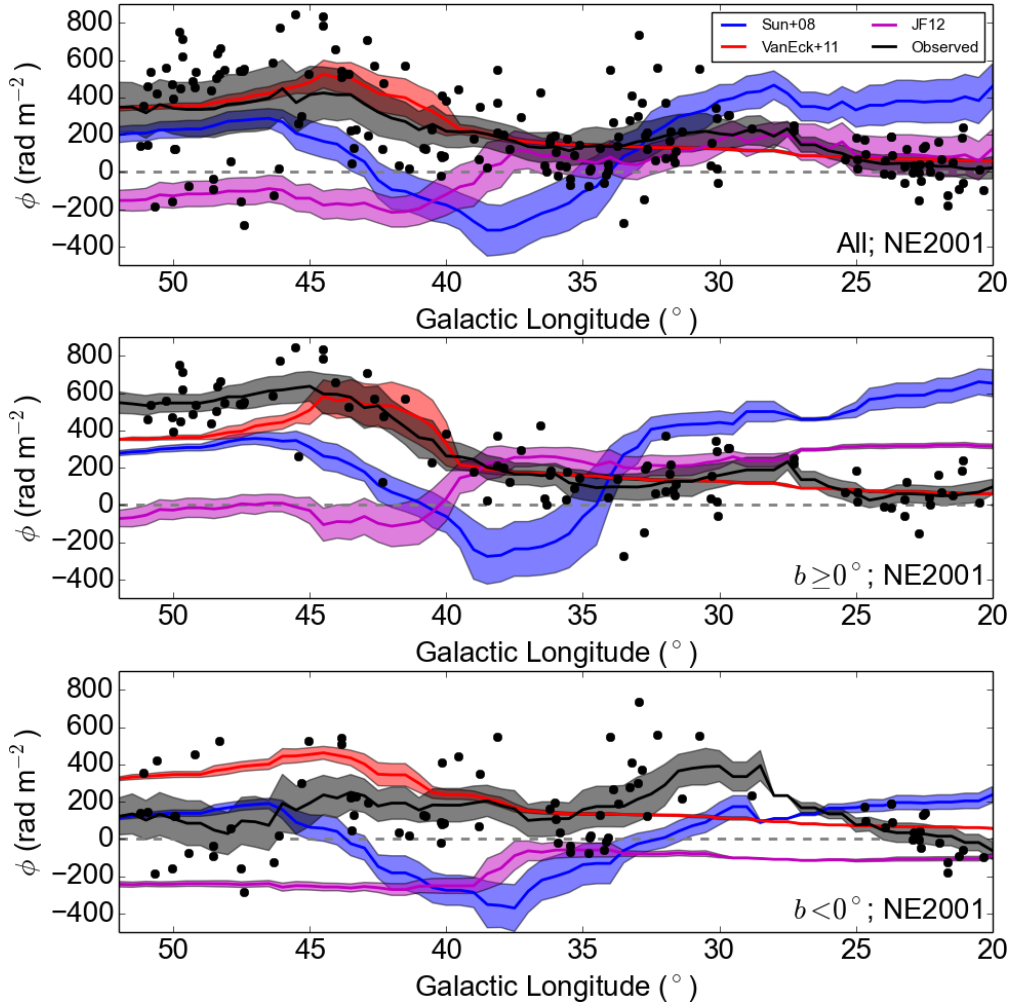 Sun+08
VanEck+11
JF12
Observed
800
600
400
200
0
−200
−400
ϕ (rad m⁻²)
All; NE2001
50 45 40 35 30 25 20
Galactic Longitude (°)
800
600
400
200
0
−200
−400
ϕ (rad m⁻²)
b≥0°; NE2001
50 45 40 35 30 25 20
Galactic Longitude (°)
800
600
400
200
0
−200
−400
ϕ (rad m⁻²)
b<0°; NE2001
50 45 40 35 30 25 20
Galactic Longitude (°)